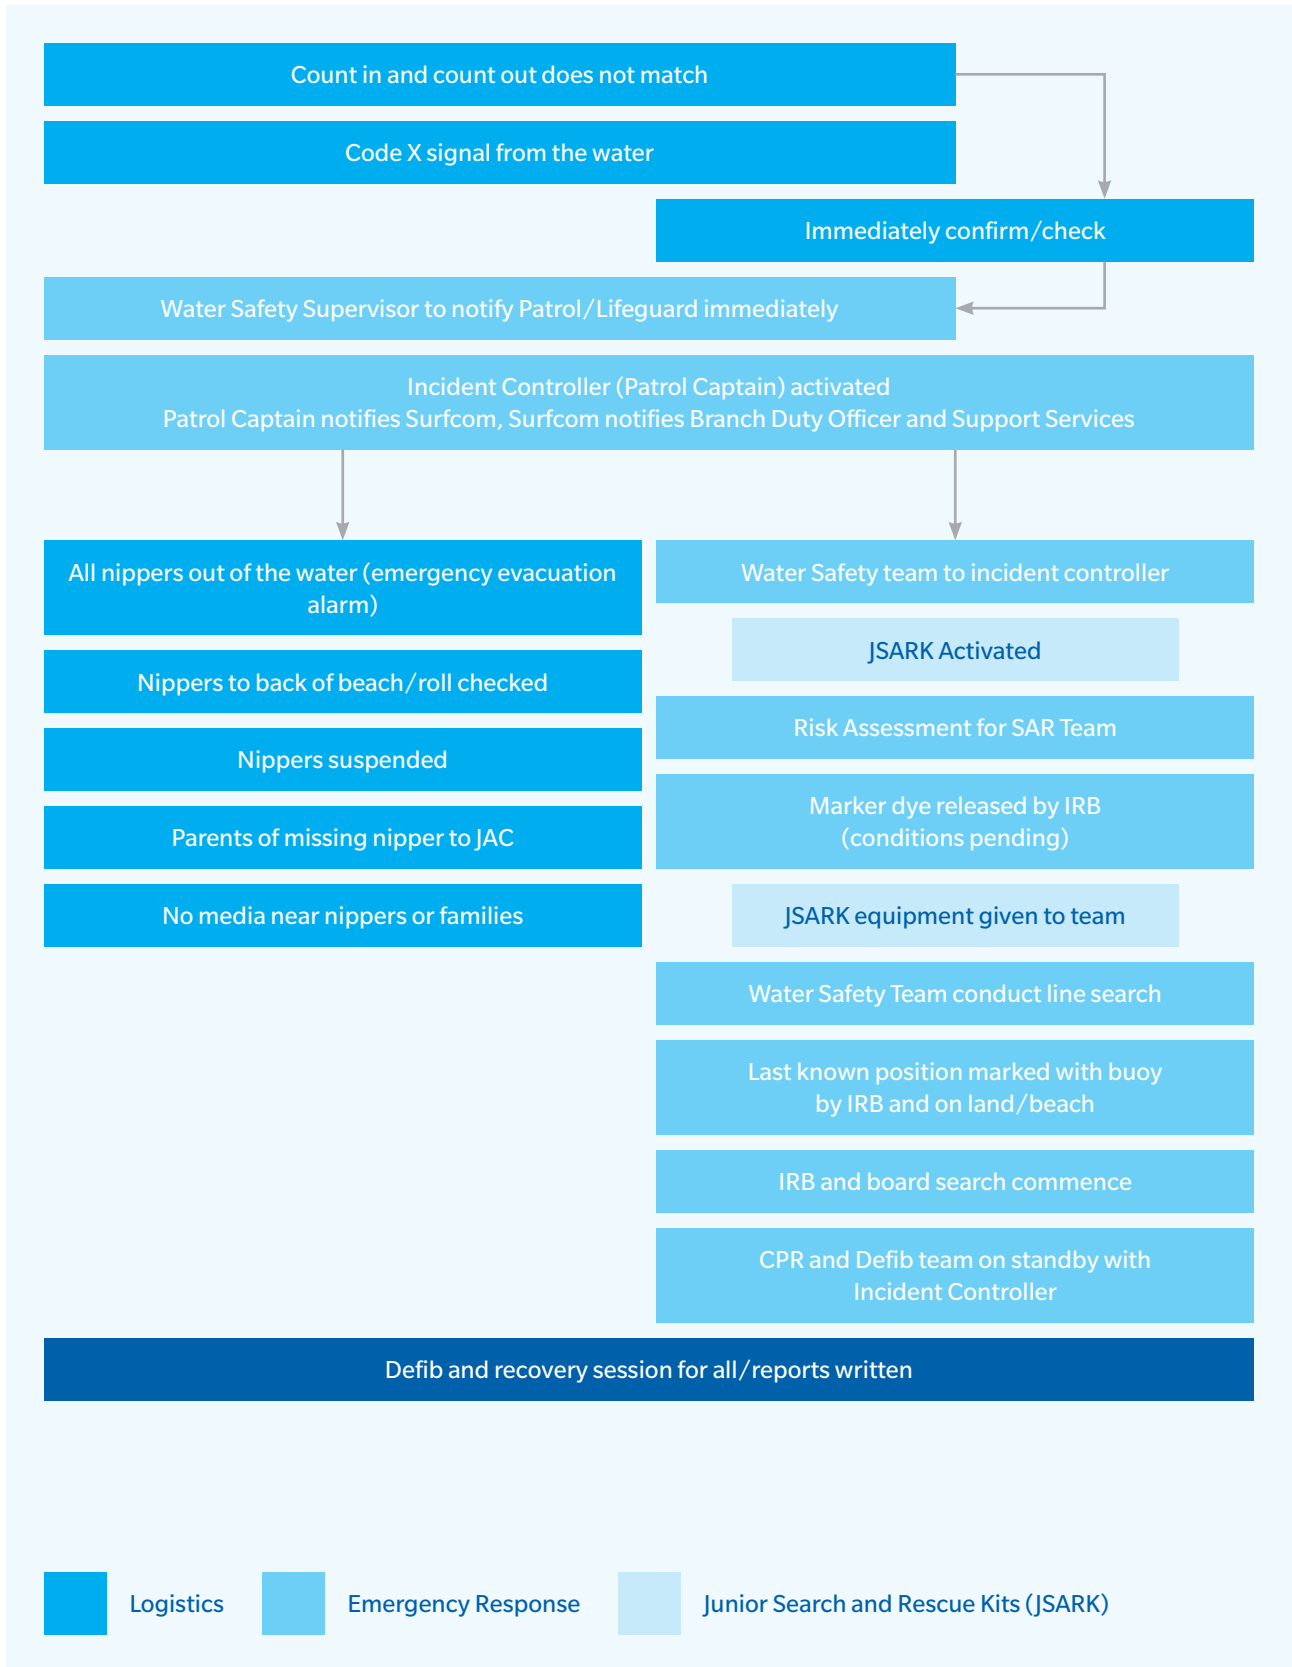 Count in and count out does not match
Code X signal from the water
Immediately confirm/check
Water Safety Supervisor to notify Patrol/Lifeguard immediately
Incident Controller (Patrol Captain) activated
Patrol Captain notifies Surfcom, Surfcom notifies Branch Duty Officer and Support Services
All nippers out of the water (emergency evacuation
alarm)
Nippers to back of beach/roll checked
Nippers suspended
Parents of missing nipper to JAC
No media near nippers or families
Water Safety team to incident controller
JSARK Activated
Risk Assessment for SAR Team
Marker dye released by IRB
(conditions pending)
JSARK equipment given to team
Water Safety Team conduct line search
Last known position marked with buoy
by IRB and on land/beach
IRB and board search commence
CPR and Defib team on standby with
Incident Controller
Defib and recovery session for all/reports written
Logistics
Emergency Response
Junior Search and Rescue Kits (JSARK)